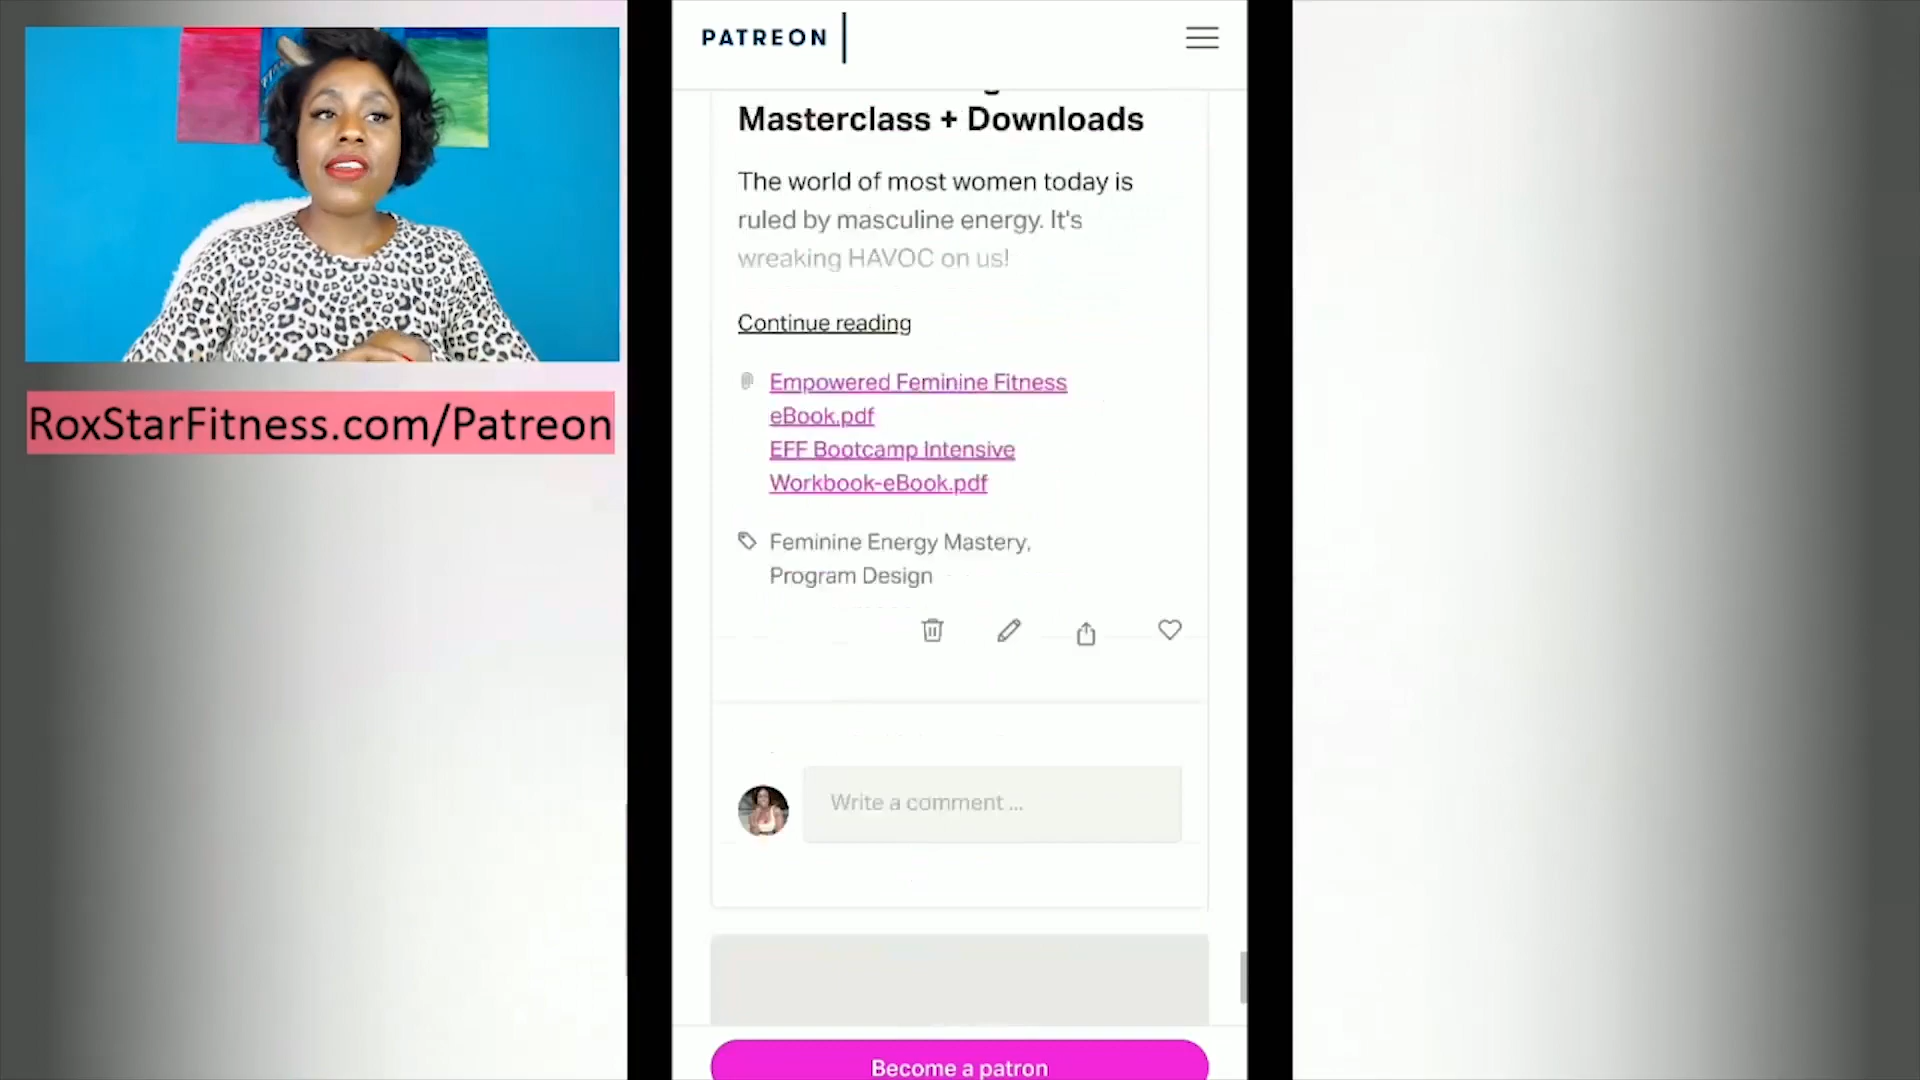 RoxStarFitness.com/Patreon
PATREON
Masterclass + Downloads
The world of most women today is
ruled by masculine energy. It's
wreaking HAVOC on us!
Continue reading
Empowered Feminine Fitness
eBook.pdf
EFF Bootcamp Intensive
Workbook-eBook.pdf
Feminine Energy Mastery,
Program Design
Write a comment ...
Become a patron